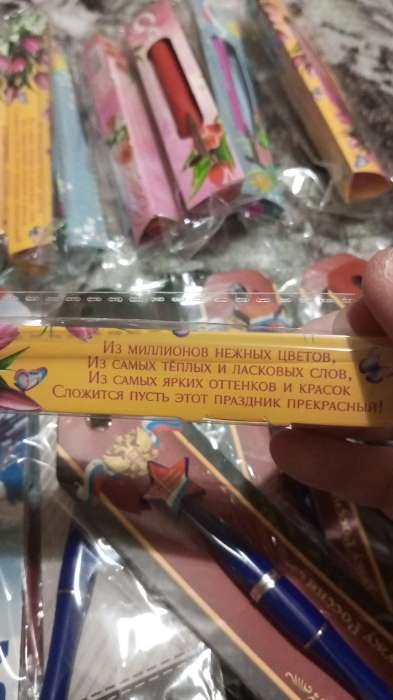 Из миллионов нежных цветов,
Из самых тёплых и ласковых слов,
Из самых ярких оттенков и красок
Сложится пусть этот праздник прекрасный!